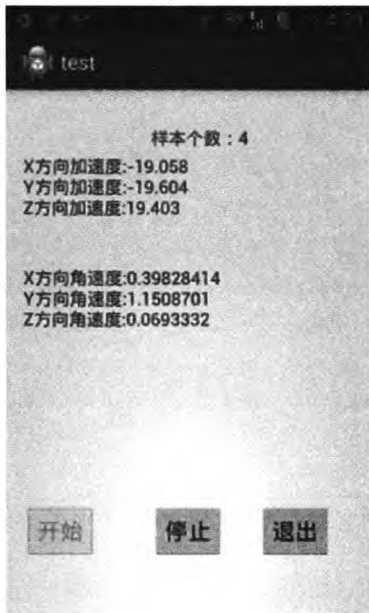 test
样本个数：4
X方向加速度:-19.058
Y方向加速度:-19.604
Z方向加速度:19.403
X方向角速度:0.39828414
Y方向角速度:1.1508701
Z方向角速度:0.0693332
开始
停止
退出